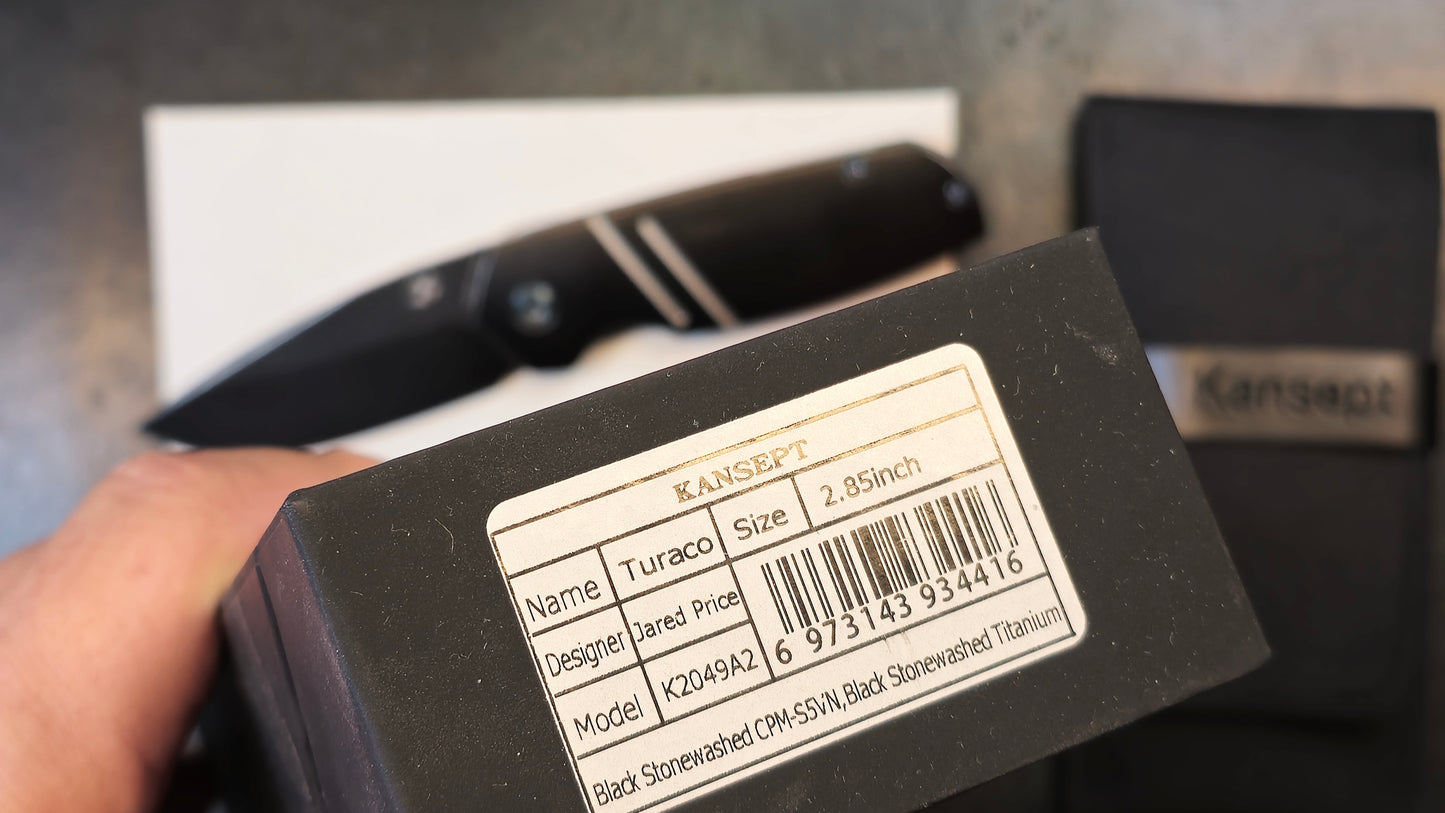 KANSEPT
Name Turaco Size 2.85inch
Designer Jared Price
Model K2049A2
6 973143 934416
Black Stonewashed CPM-S5VN,Black Stonewashed Titanium
Kansept